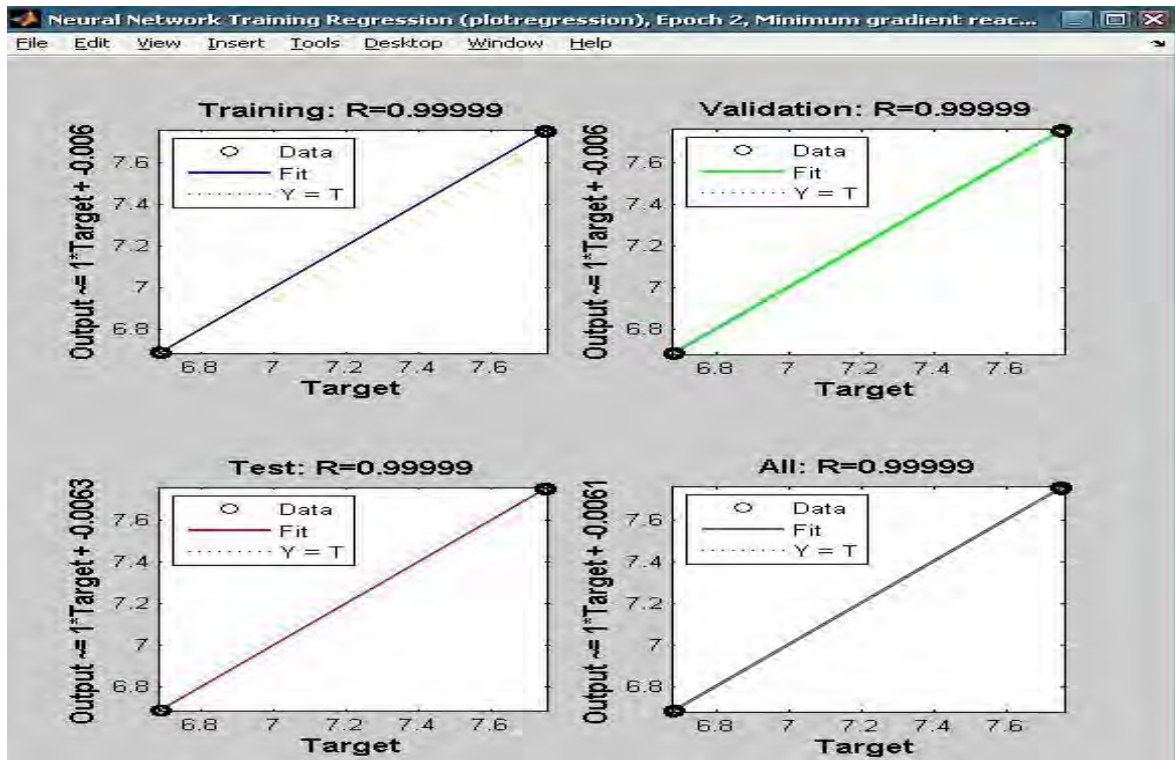 Neural Network Training Regression (plotregression), Epoch 2, Minimum gradient reac...
File Edit View Insert Tools Desktop Window Help
Training: R=0.99999
Output ~= 1*Target + -0.006
Data
Fit
Y = T
7.6
7.4
7.2
7
6.8
6.8 7 7.2 7.4 7.6
Target
Validation: R=0.99999
Output ~= 1*Target + -0.006
Data
Fit
Y = T
7.6
7.4
7.2
7
6.8
6.8 7 7.2 7.4 7.6
Target
Test: R=0.99999
Output ~= 1*Target + -0.0063
Data
Fit
Y = T
7.6
7.4
7.2
7
6.8
6.8 7 7.2 7.4 7.6
Target
All: R=0.99999
Output ~= 1*Target + -0.0061
Data
Fit
Y = T
7.6
7.4
7.2
7
6.8
6.8 7 7.2 7.4 7.6
Target